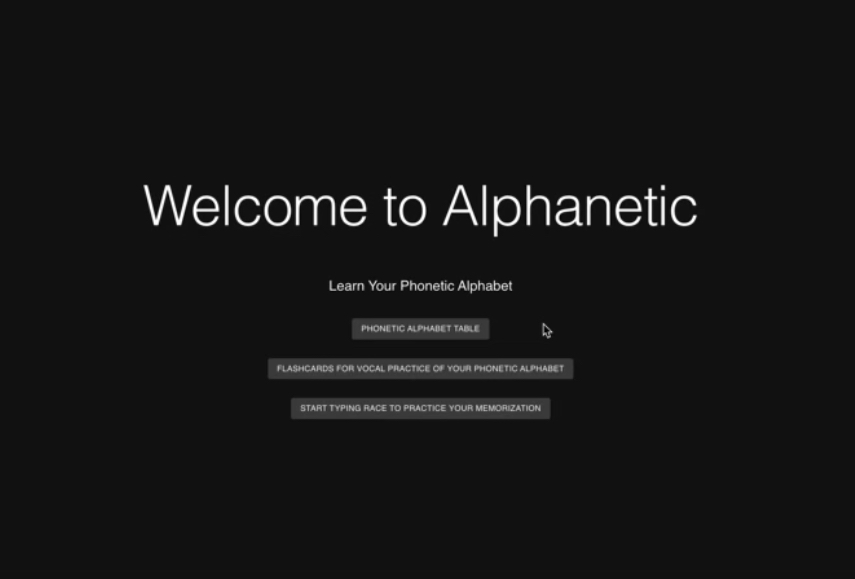 Welcome to Alphanetic
Learn Your Phonetic Alphabet
PHONETIC ALPHABET TABLE
FLASHCARDS FOR VOCAL PRACTICE OF YOUR PHONETIC ALPHABET
START TYPING RACE TO PRACTICE YOUR MEMORIZATION